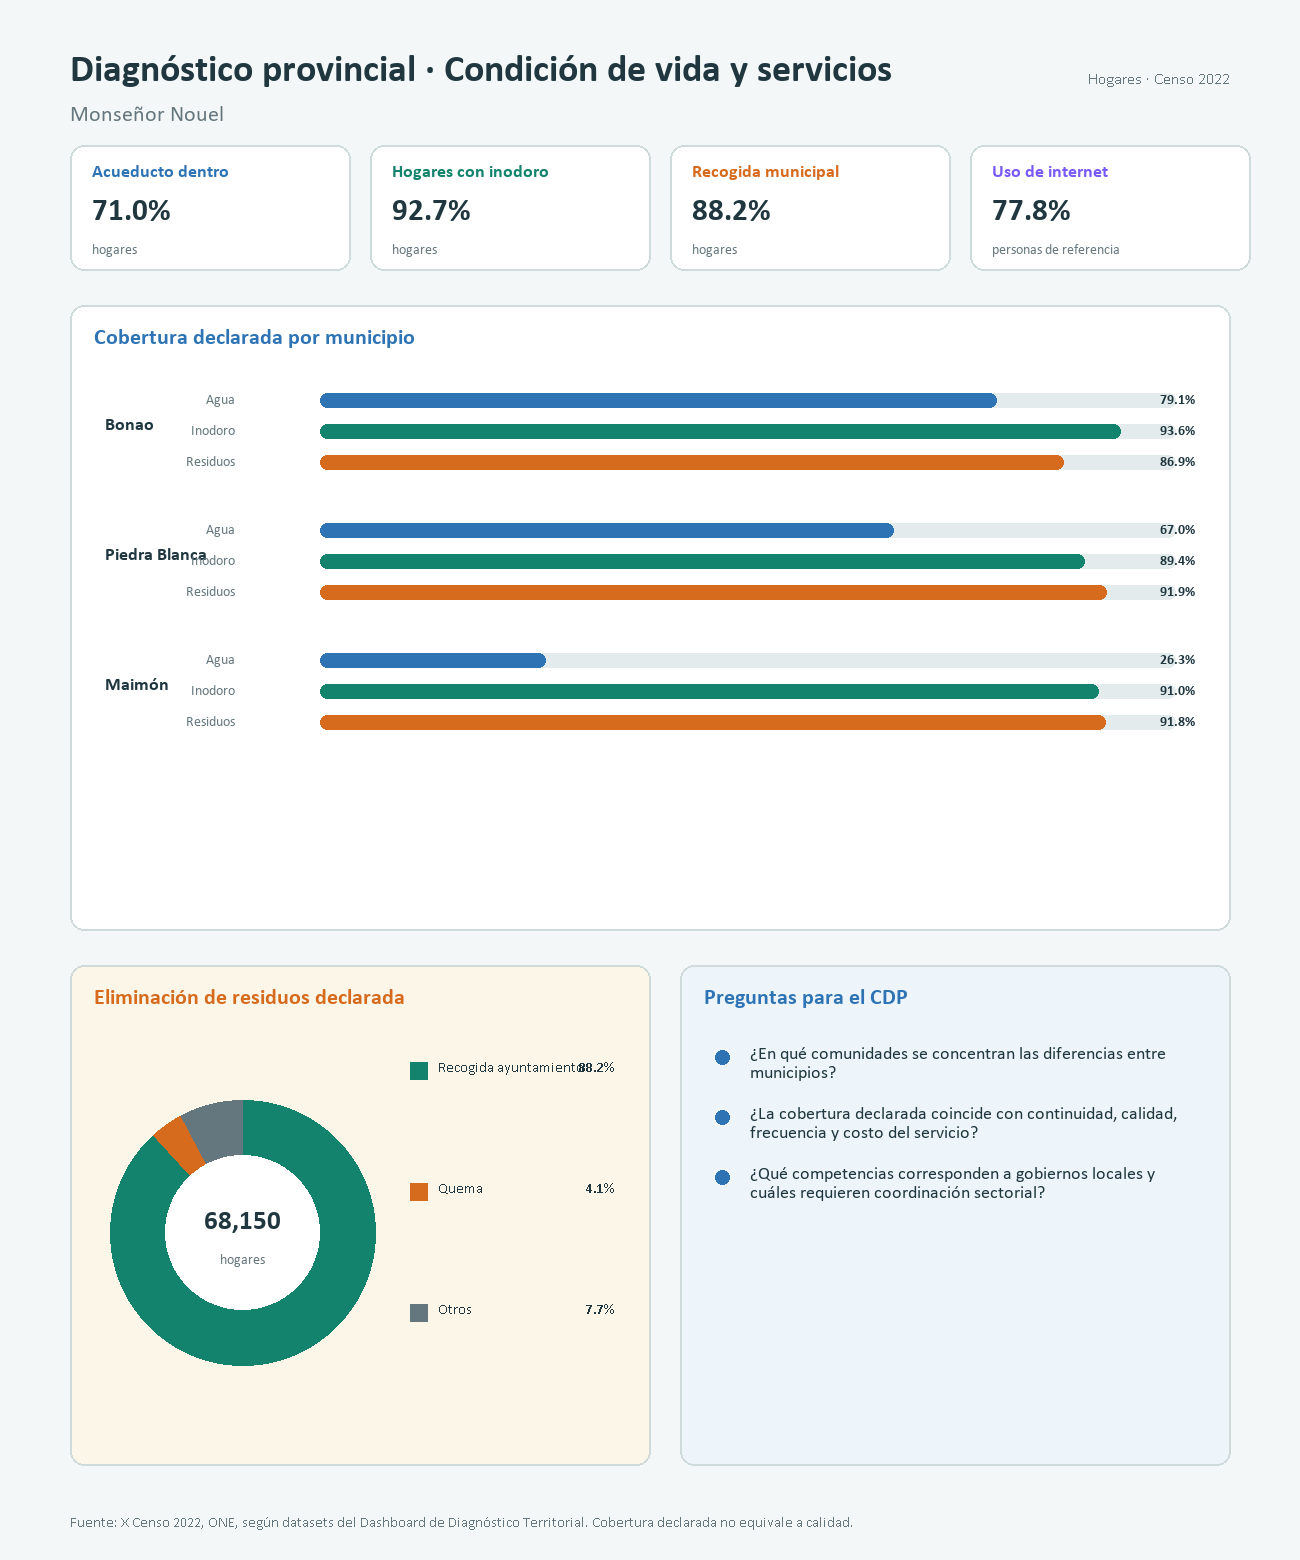 Diagnóstico provincial · Condición de vida y servicios
Hogares · Censo 2022
Monseñor Nouel
Acueducto dentro
71.0%
hogares
Hogares con inodoro
92.7%
hogares
Recogida municipal
88.2%
hogares
Uso de internet
77.8%
personas de referencia
Cobertura declarada por municipio
Bonao
Agua 79.1%
Inodoro 93.6%
Residuos 86.9%
Piedra Blanca
Agua 67.0%
Inodoro 89.4%
Residuos 91.9%
Maimón
Agua 26.3%
Inodoro 91.0%
Residuos 91.8%
Eliminación de residuos declarada
Recogida ayuntamiento 88.2%
Quema 4.1%
Otros 7.7%
68,150
hogares
Preguntas para el CDP
¿En qué comunidades se concentran las diferencias entre
municipios?
¿La cobertura declarada coincide con continuidad, calidad,
frecuencia y costo del servicio?
¿Qué competencias corresponden a gobiernos locales y
cuáles requieren coordinación sectorial?
Fuente: X Censo 2022, ONE, según datasets del Dashboard de Diagnóstico Territorial. Cobertura declarada no equivale a calidad.